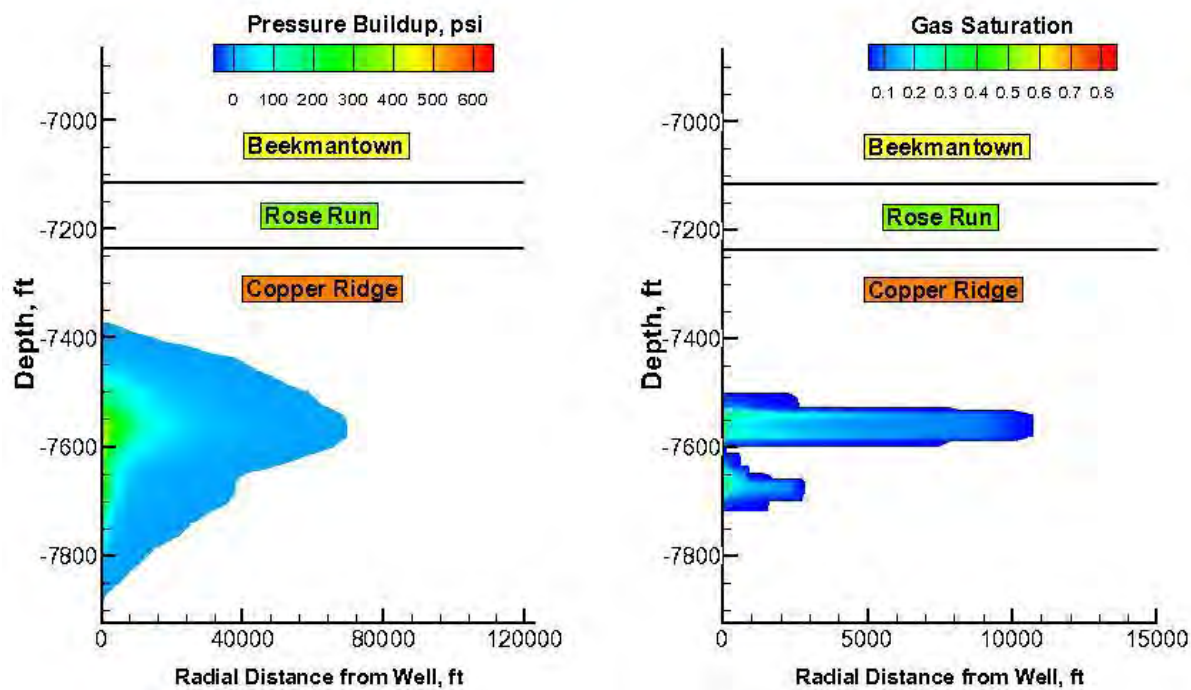 Pressure Buildup, psi
0 100 200 300 400 500 600
-7000
Beekmantown
-7200
Rose Run
Copper Ridge
Depth, ft
-7400
-7600
-7800
0 40000 80000 120000
Radial Distance from Well, ft
Gas Saturation
0.1 0.2 0.3 0.4 0.5 0.6 0.7 0.8
-7000
Beekmantown
-7200
Rose Run
Copper Ridge
Depth, ft
-7400
-7600
-7800
0 5000 10000 15000
Radial Distance from Well, ft